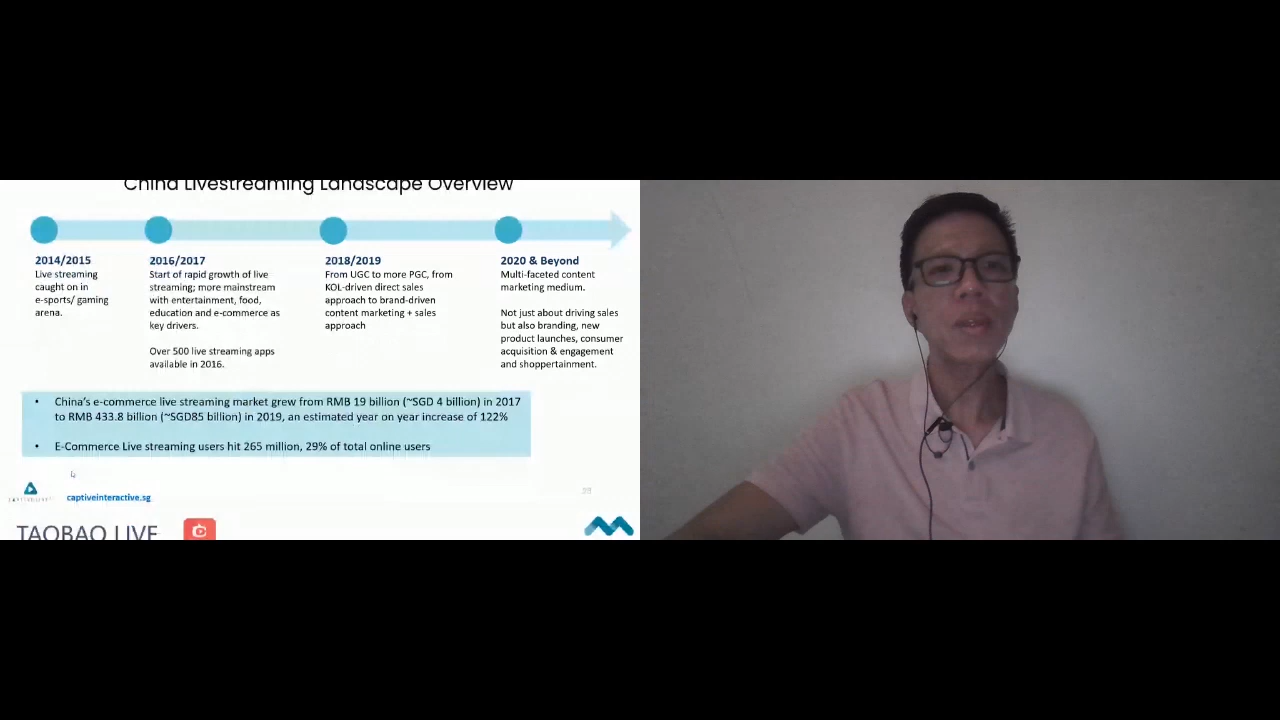 China Livestreaming Landscape Overview
2014/2015
Live streaming
caught on in
e-sports/ gaming
arena.
2016/2017
Start of rapid growth of live
streaming; more mainstream
with entertainment, food,
education and e-commerce as
key drivers.
Over 500 live streaming apps
available in 2016.
2018/2019
From UGC to more PGC, from
KOL-driven direct sales
approach to brand-driven
content marketing + sales
approach
2020 & Beyond
Multi-faceted content
marketing medium.
Not just about driving sales
but also branding, new
product launches, consumer
acquisition & engagement
and shoppertainment.
• China's e-commerce live streaming market grew from RMB 19 billion (~SGD 4 billion) in 2017
to RMB 433.8 billion (~SGD85 billion) in 2019, an estimated year on year increase of 122%
• E-Commerce Live streaming users hit 265 million, 29% of total online users
captiveinteractive.sg
TAOBAO LIVE